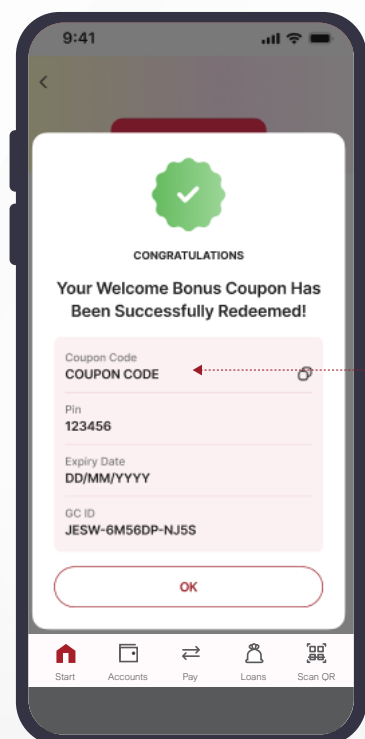 9:41
CONGRATULATIONS
Your Welcome Bonus Coupon Has
Been Successfully Redeemed!
Coupon Code
COUPON CODE
Pin
123456
Expiry Date
DD/MM/YYYY
GC ID
JESW-6M56DP-NJ5S
OK
Start Accounts Pay Loans Scan QR